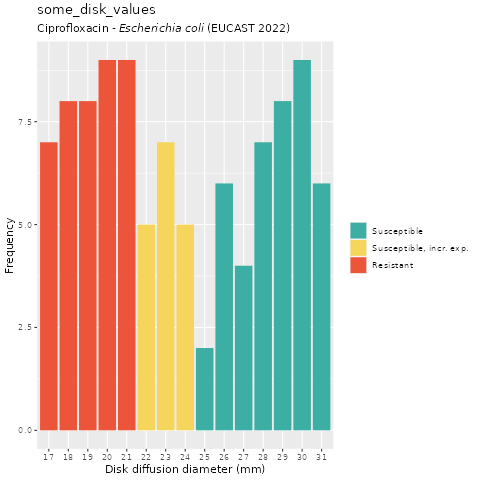 some_disk_values
Ciprofloxacin - Escherichia coli (EUCAST 2022)
Frequency
7.5
5.0
2.5
0.0
17 18 19 20 21 22 23 24 25 26 27 28 29 30 31
Disk diffusion diameter (mm)
Susceptible
Susceptible, incr. exp.
Resistant